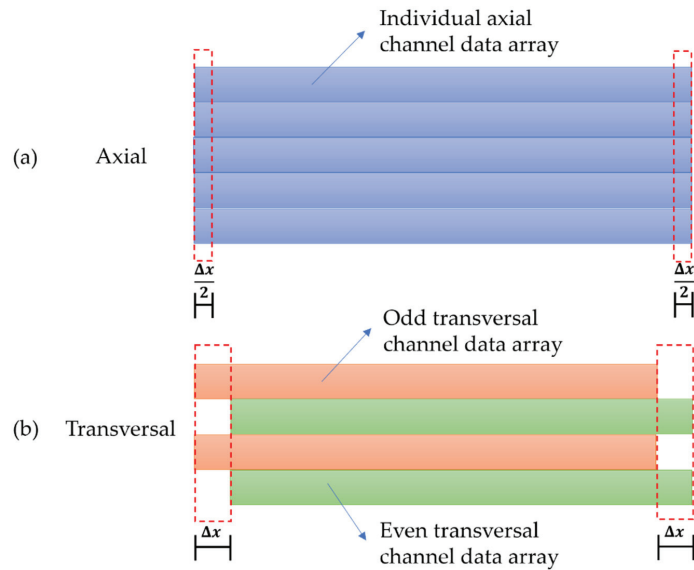 Individual axial
channel data array
(a) Axial
Δx
2
Δx
2
Odd transversal
channel data array
(b) Transversal
Δx
Δx
Even transversal
channel data array